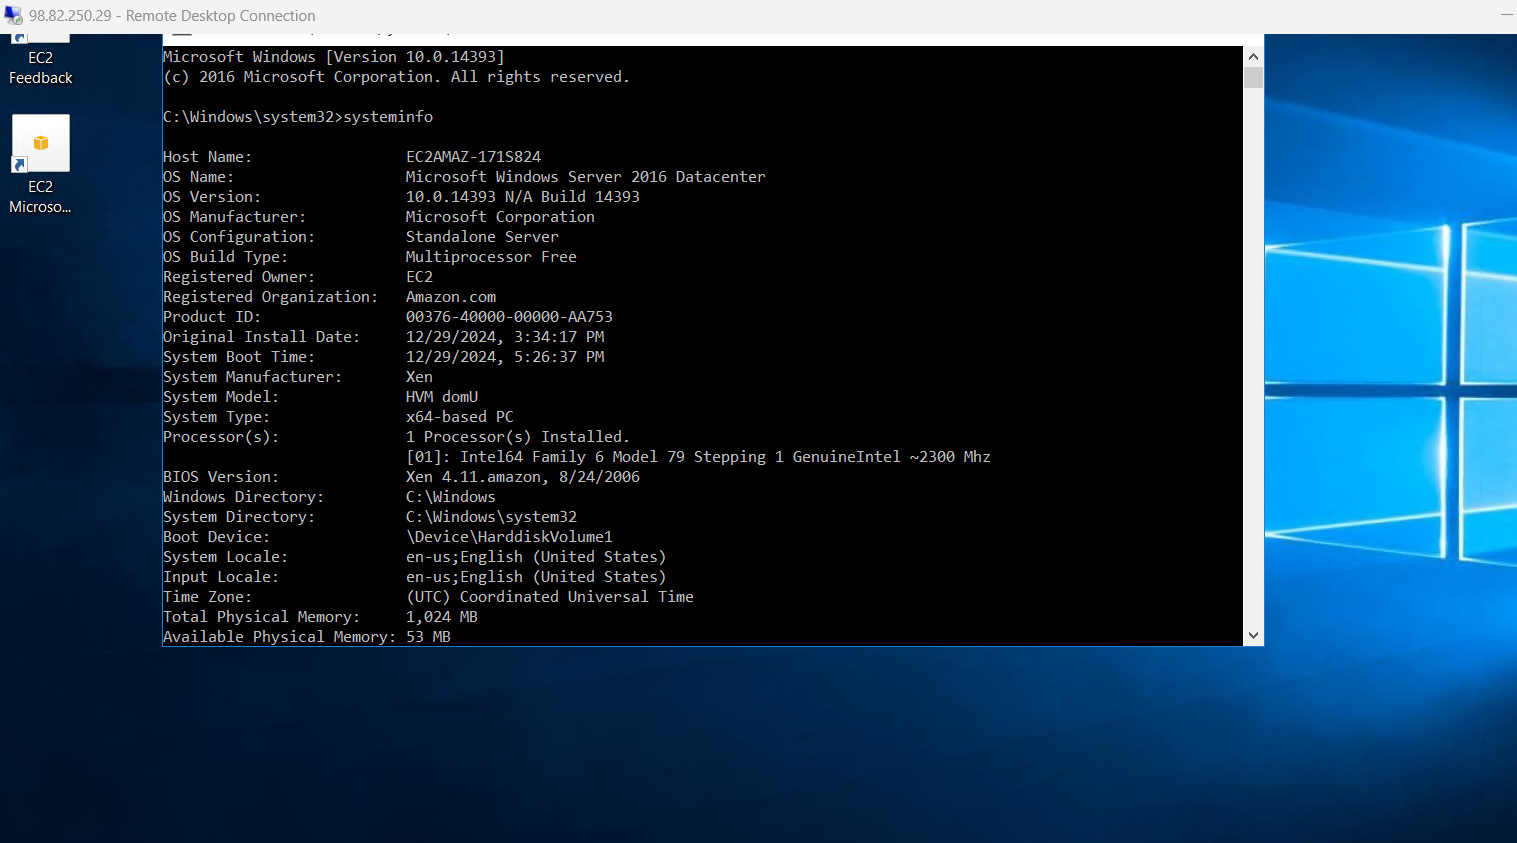 98.82.250.29 - Remote Desktop Connection
EC2
Feedback
EC2
Microso...
Microsoft Windows [Version 10.0.14393]
(c) 2016 Microsoft Corporation. All rights reserved.
C:\Windows\system32>systeminfo
Host Name: EC2AMAZ-171S824
OS Name: Microsoft Windows Server 2016 Datacenter
OS Version: 10.0.14393 N/A Build 14393
OS Manufacturer: Microsoft Corporation
OS Configuration: Standalone Server
OS Build Type: Multiprocessor Free
Registered Owner: EC2
Registered Organization: Amazon.com
Product ID: 00376-40000-00000-AA753
Original Install Date: 12/29/2024, 3:34:17 PM
System Boot Time: 12/29/2024, 5:26:37 PM
System Manufacturer: Xen
System Model: HVM domU
System Type: x64-based PC
Processor(s): 1 Processor(s) Installed.
[01]: Intel64 Family 6 Model 79 Stepping 1 GenuineIntel ~2300 Mhz
BIOS Version: Xen 4.11.amazon, 8/24/2006
Windows Directory: C:\Windows
System Directory: C:\Windows\system32
Boot Device: \Device\HarddiskVolume1
System Locale: en-us;English (United States)
Input Locale: en-us;English (United States)
Time Zone: (UTC) Coordinated Universal Time
Total Physical Memory: 1,024 MB
Available Physical Memory: 53 MB